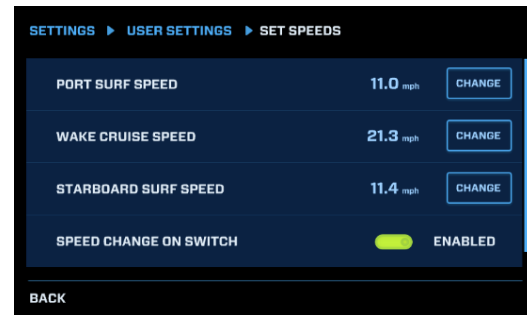 SETTINGS ▶ USER SETTINGS ▶ SET SPEEDS
PORT SURF SPEED 11.0 mph CHANGE
WAKE CRUISE SPEED 21.3 mph CHANGE
STARBOARD SURF SPEED 11.4 mph CHANGE
SPEED CHANGE ON SWITCH ENABLED
BACK